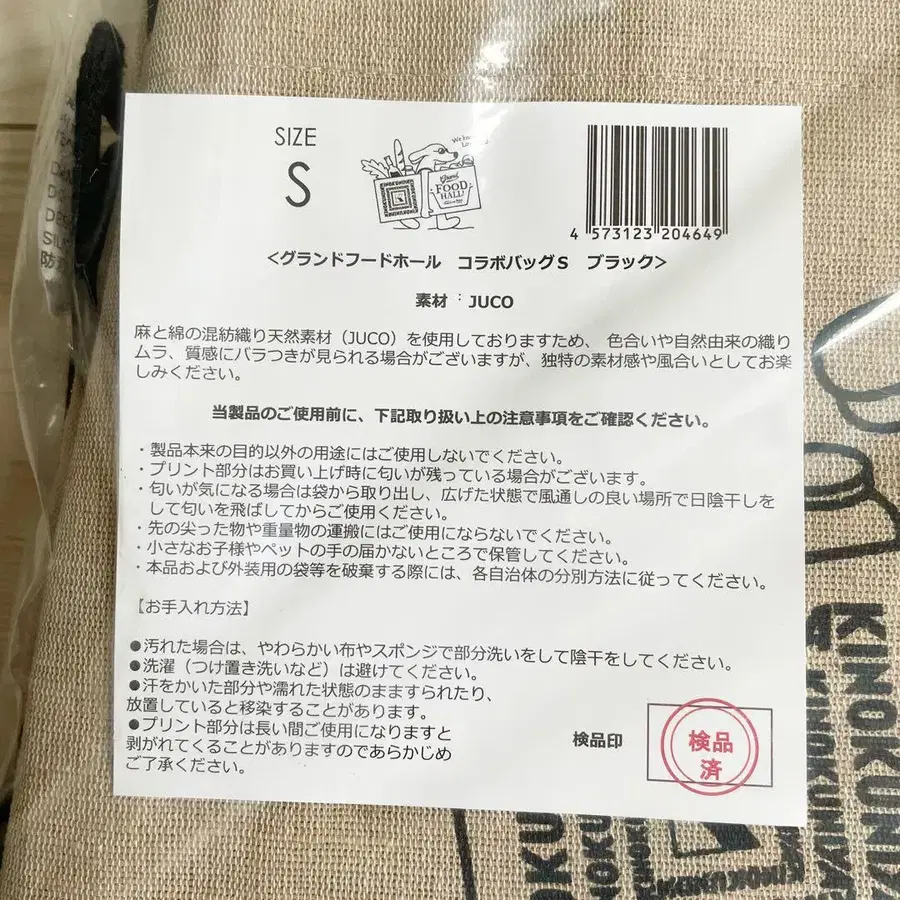 SIZE
S
Grand
FOOD
HALL!
4 573123 204649
<グランドフードホール コラボバッグS ブラック>
素材 : JUCO
麻と綿の混紡織り天然素材（JUCO）を使用しておりますため、 色合いや自然由来の織り
ムラ、質感にバラつきが見られる場合がございますが、独特の素材感や風合いとしてお楽
しみください。
当製品のご使用前に、下記取り扱い上の注意事項をご確認ください。
・製品本来の目的以外の用途にはご使用しないでください。
・プリント部分はお買い上げ時に匂いが残っている場合がございます。
・匂いが気になる場合は袋から取り出し、広げた状態で風通しの良い場所で日陰干しを
して匂いを飛ばしてからご使用ください。
・先の尖った物や重量物の運搬にはご使用にならないでください。
・小さなお子様やペットの手の届かないところで保管してください。
・本品および外装用の袋等を破棄する際には、各自治体の分別方法に従ってください。
【お手入れ方法】
●汚れた場合は、やわらかい布やスポンジで部分洗いをして陰干をしてください。
●洗濯（つけ置き洗いなど）は避けてください。
●汗をかいた部分や濡れた状態のまますられたり、
放置していると移染することがあります。
●プリント部分は長い間ご使用になりますと
剥がれてくることがありますのであらかじめ
ご了承ください。
検品印
検品
済
KINOKUNIYA
KINOKUNIYA